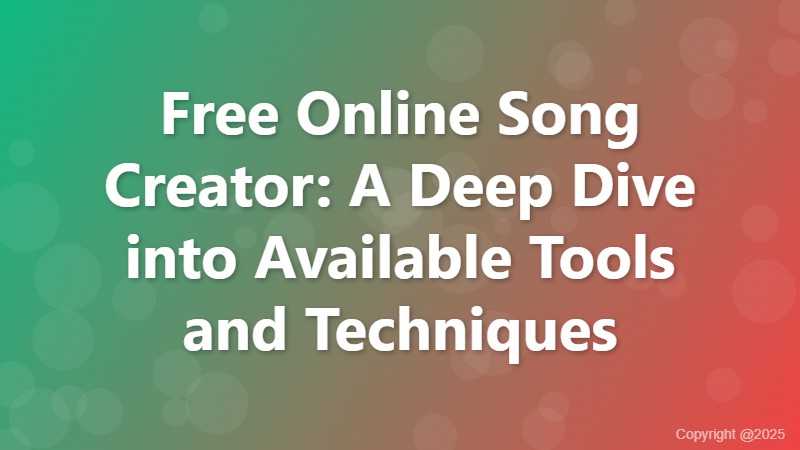 Free Online Song
Creator: A Deep Dive
into Available Tools
and Techniques
Copyright @2025